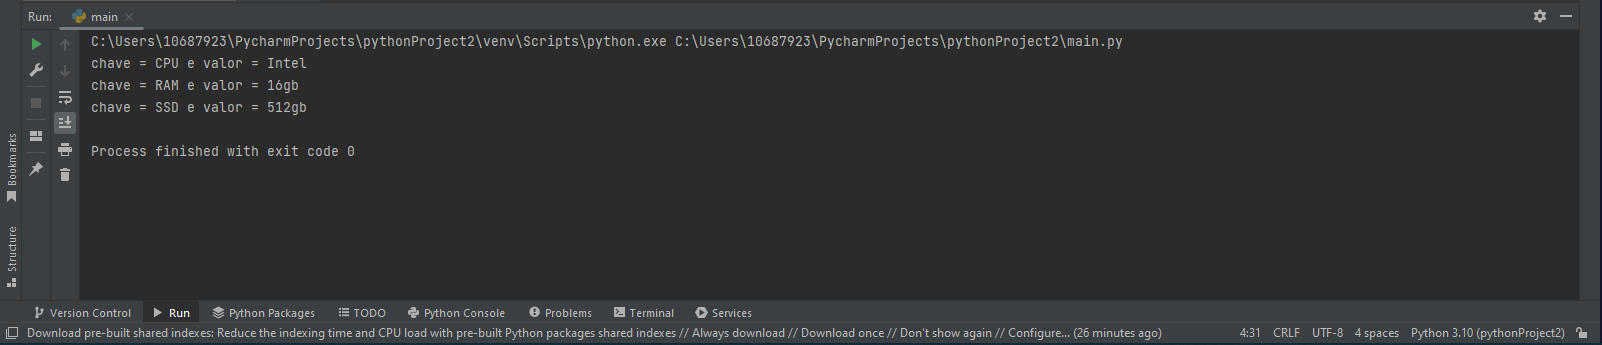 Run: main
C:\Users\10687923\PycharmProjects\pythonProject2\venv\Scripts\python.exe C:\Users\10687923\PycharmProjects\pythonProject2\main.py
chave = CPU e valor = Intel
chave = RAM e valor = 16gb
chave = SSD e valor = 512gb
Process finished with exit code 0
Bookmarks
Structure
Version Control Run Python Packages TODO Python Console Problems Terminal Services
Download pre-built shared indexes: Reduce the indexing time and CPU load with pre-built Python packages shared indexes // Always download // Download once // Don't show again // Configure... (26 minutes ago) 4:31 CRLF UTF-8 4 spaces Python 3.10 (pythonProject2)